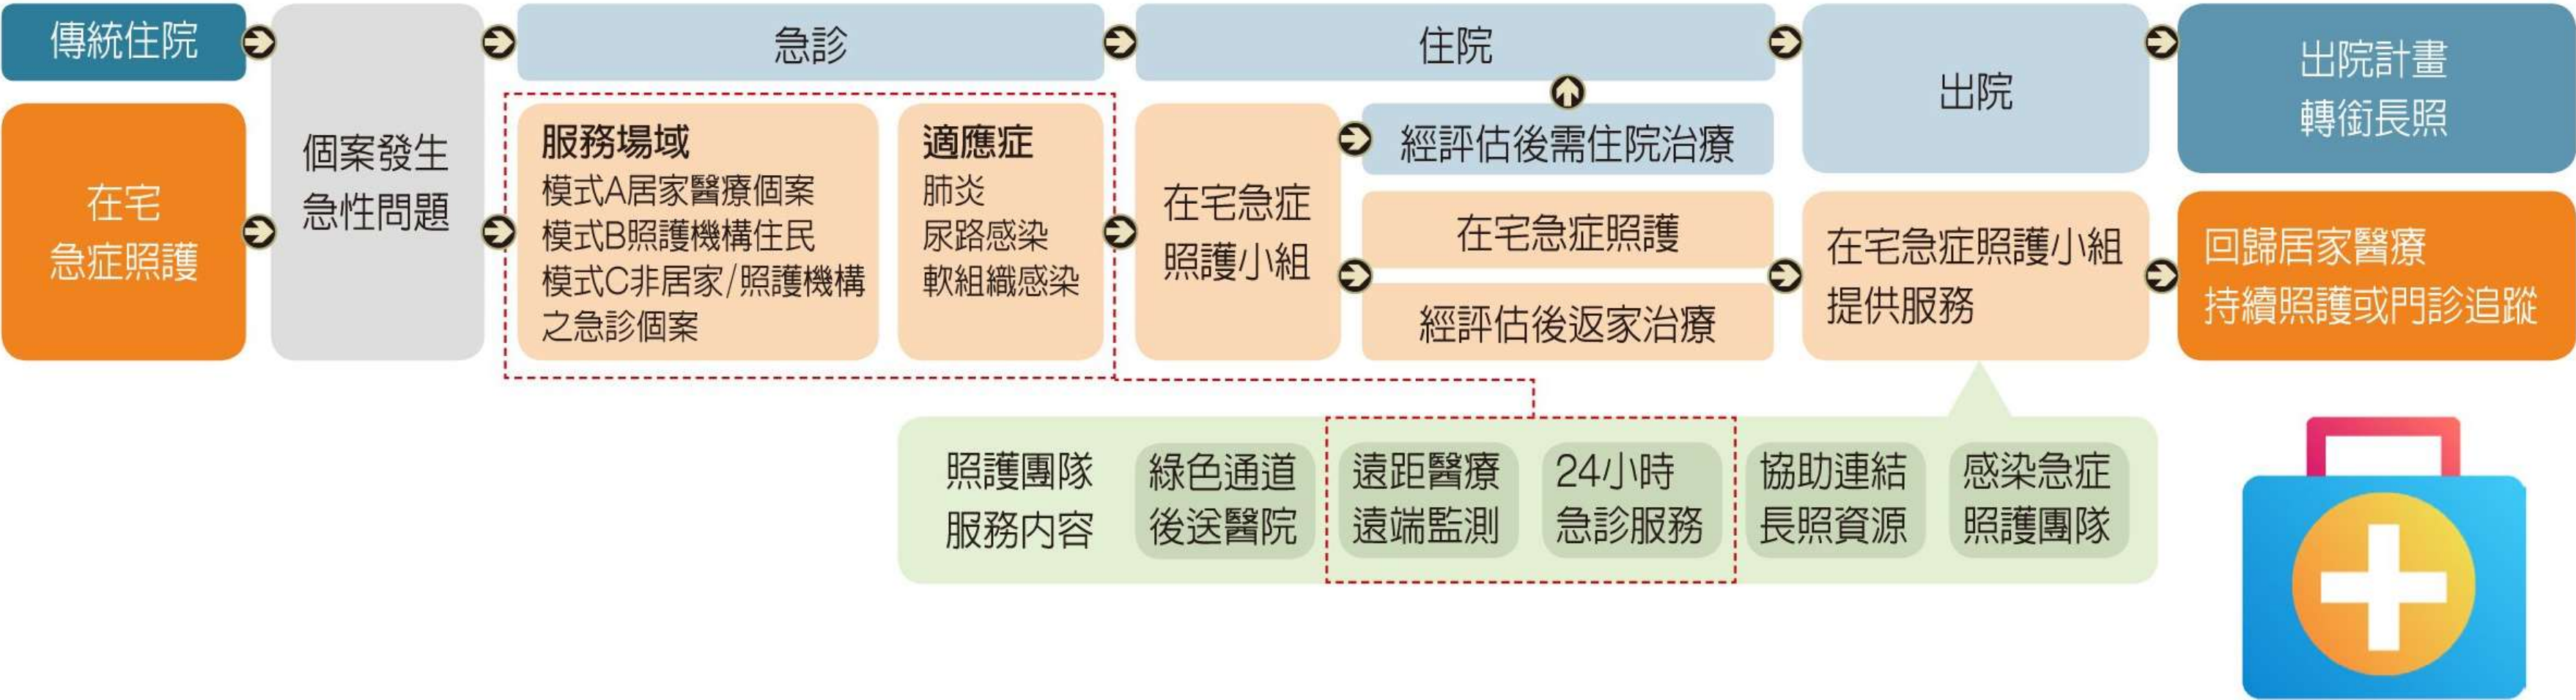 傳統住院
在宅
急症照護
個案發生
急性問題
急診
服務場域
模式A居家醫療個案
模式B照護機構住民
模式C非居家/照護機構
之急診個案
適應症
肺炎
尿路感染
軟組織感染
住院
在宅急症
照護小組
經評估後需住院治療
在宅急症照護
經評估後返家治療
出院
在宅急症照護小組
提供服務
出院計畫
轉銜長照
回歸居家醫療
持續照護或門診追蹤
照護團隊
服務內容
綠色通道
後送醫院
遠距醫療
遠端監測
24小時
急診服務
協助連結
長照資源
感染急症
照護團隊